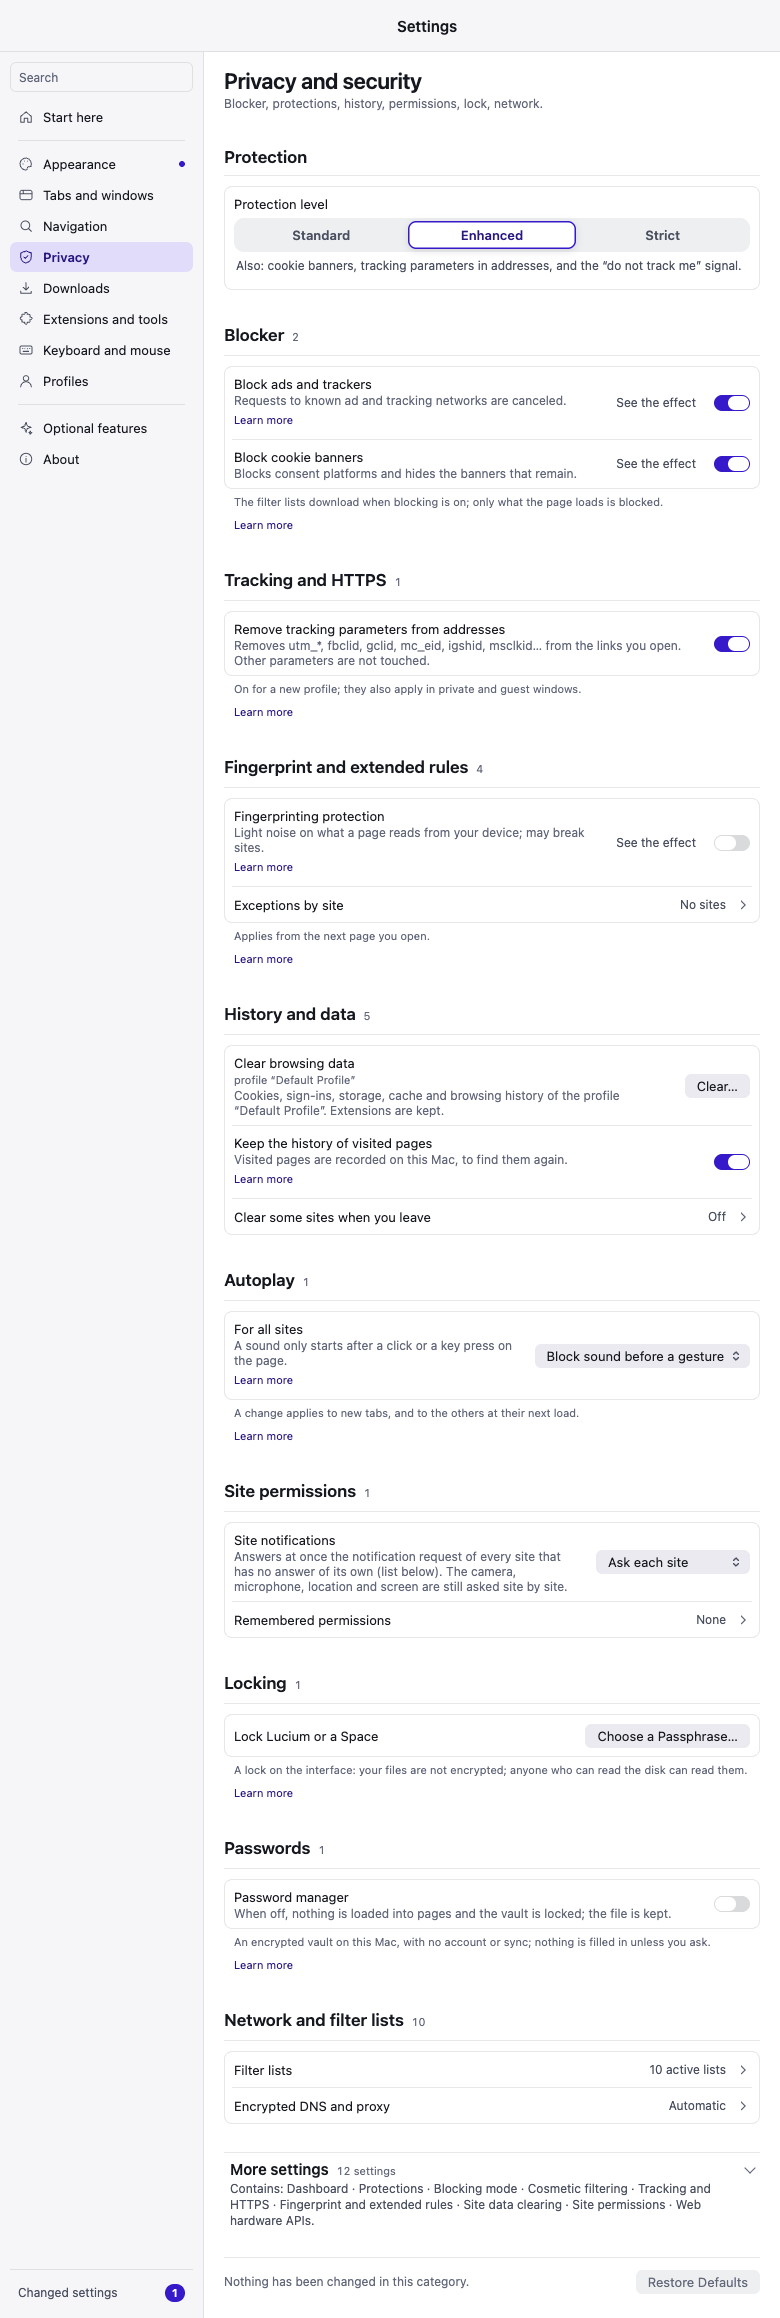 Settings
Search
Start here
Appearance
Tabs and windows
Navigation
Privacy
Downloads
Extensions and tools
Keyboard and mouse
Profiles
Optional features
About
Changed settings 1
Privacy and security
Blocker, protections, history, permissions, lock, network.
Protection
Protection level
Standard Enhanced Strict
Also: cookie banners, tracking parameters in addresses, and the “do not track me” signal.
Blocker 2
Block ads and trackers
Requests to known ad and tracking networks are canceled.
Learn more
See the effect
Block cookie banners
Blocks consent platforms and hides the banners that remain.
See the effect
The filter lists download when blocking is on; only what the page loads is blocked.
Learn more
Tracking and HTTPS 1
Remove tracking parameters from addresses
Removes utm_*, fbclid, gclid, mc_eid, igshid, msclkid… from the links you open.
Other parameters are not touched.
On for a new profile; they also apply in private and guest windows.
Learn more
Fingerprint and extended rules 4
Fingerprinting protection
Light noise on what a page reads from your device; may break
sites.
Learn more
See the effect
Exceptions by site No sites
Applies from the next page you open.
Learn more
History and data 5
Clear browsing data
profile “Default Profile”
Cookies, sign-ins, storage, cache and browsing history of the profile
“Default Profile”. Extensions are kept.
Clear…
Keep the history of visited pages
Visited pages are recorded on this Mac, to find them again.
Learn more
Clear some sites when you leave Off
Autoplay 1
For all sites
A sound only starts after a click or a key press on
the page.
Learn more
Block sound before a gesture
A change applies to new tabs, and to the others at their next load.
Learn more
Site permissions 1
Site notifications
Answers at once the notification request of every site that
has no answer of its own (list below). The camera,
microphone, location and screen are still asked site by site.
Ask each site
Remembered permissions None
Locking 1
Lock Lucium or a Space Choose a Passphrase…
A lock on the interface: your files are not encrypted; anyone who can read the disk can read them.
Learn more
Passwords 1
Password manager
When off, nothing is loaded into pages and the vault is locked; the file is kept.
An encrypted vault on this Mac, with no account or sync; nothing is filled in unless you ask.
Learn more
Network and filter lists 10
Filter lists 10 active lists
Encrypted DNS and proxy Automatic
More settings 12 settings
Contains: Dashboard · Protections · Blocking mode · Cosmetic filtering · Tracking and
HTTPS · Fingerprint and extended rules · Site data clearing · Site permissions · Web
hardware APIs.
Nothing has been changed in this category. Restore Defaults